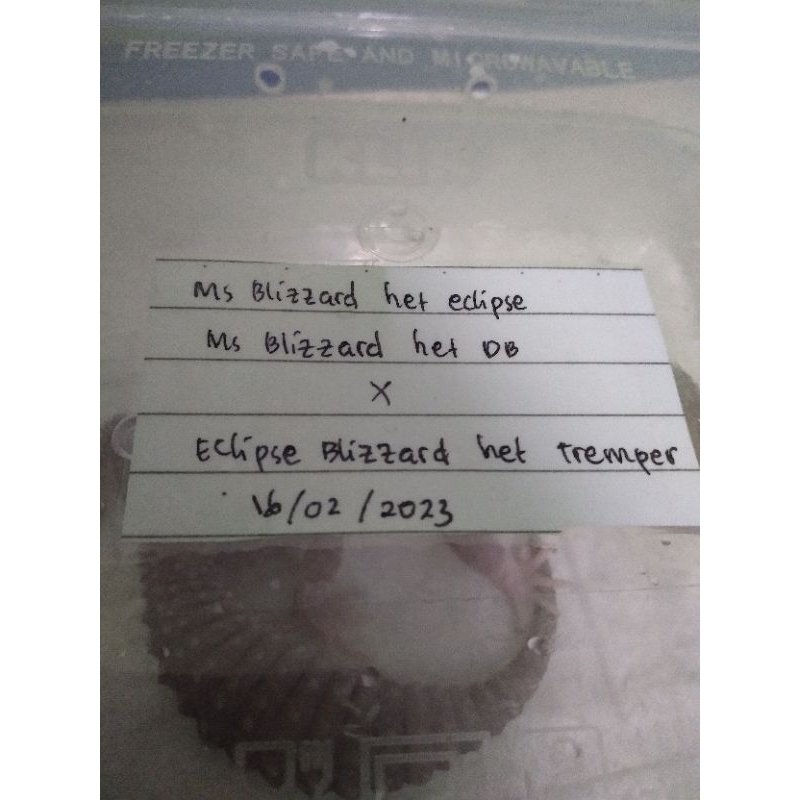 FREEZER SAFE AND MICROWAVABLE
Ms Blizzard het eclipse
Ms Blizzard het DB
X
Eclipse Blizzard het tremper
16/02/2023